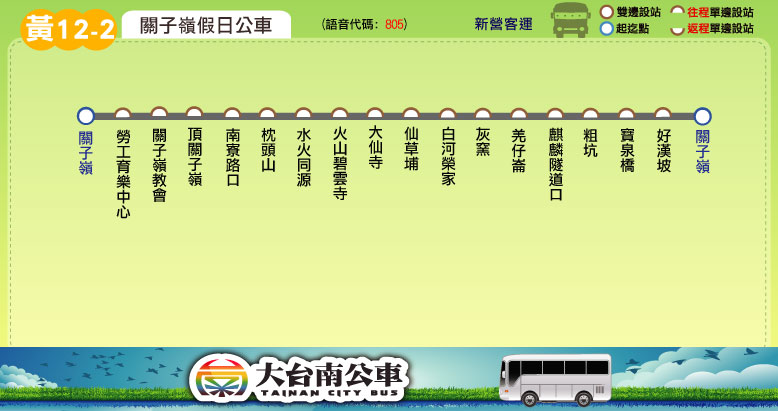 黃12-2
關子嶺假日公車
(語音代碼：805)
新營客運
雙邊設站
往程單邊設站
起迄點
返程單邊設站
關子嶺
勞工育樂中心
關子嶺教會
頂關子嶺
南寮路口
枕頭山
水火同源
火山碧雲寺
大仙寺
仙草埔
白河榮家
灰窯
羌仔崙
麒麟隧道口
粗坑
寶泉橋
好漢坡
關子嶺
大台南公車
TAINAN CITY BUS